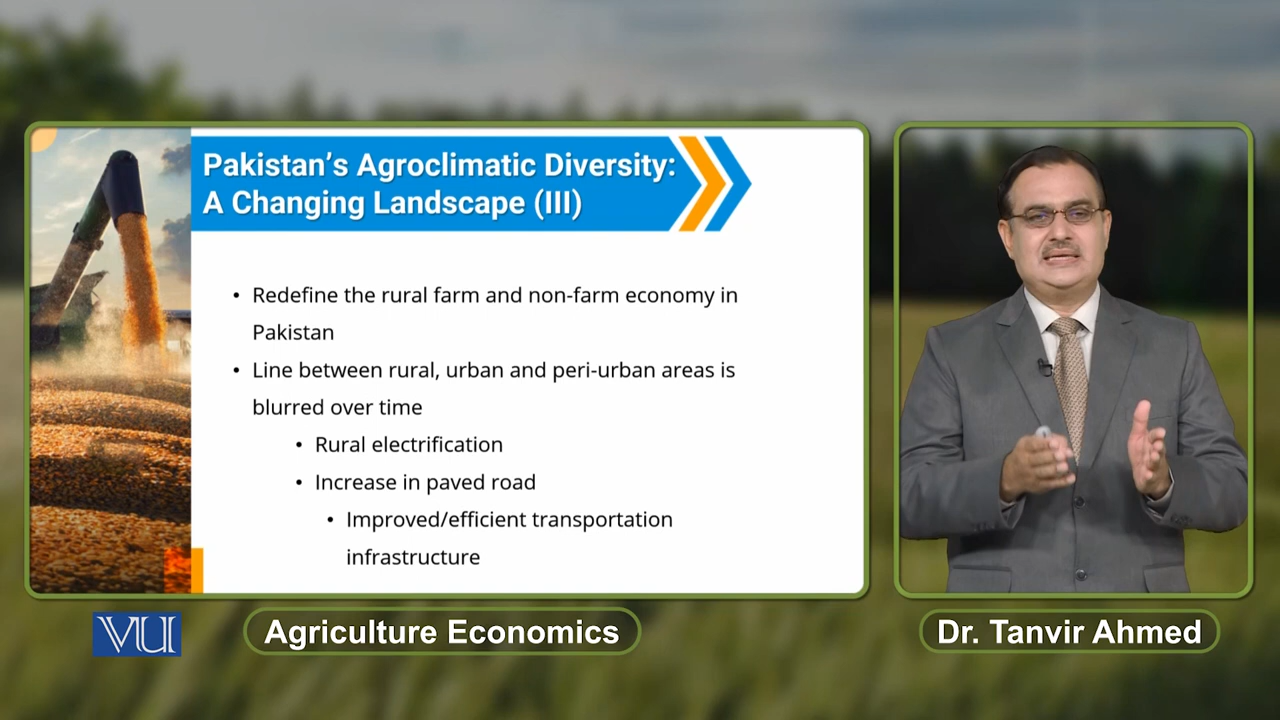 Pakistan's Agroclimatic Diversity:
A Changing Landscape (III)
• Redefine the rural farm and non-farm economy in
Pakistan
• Line between rural, urban and peri-urban areas is
blurred over time
• Rural electrification
• Increase in paved road
• Improved/efficient transportation
infrastructure
VU
Agriculture Economics
Dr. Tanvir Ahmed